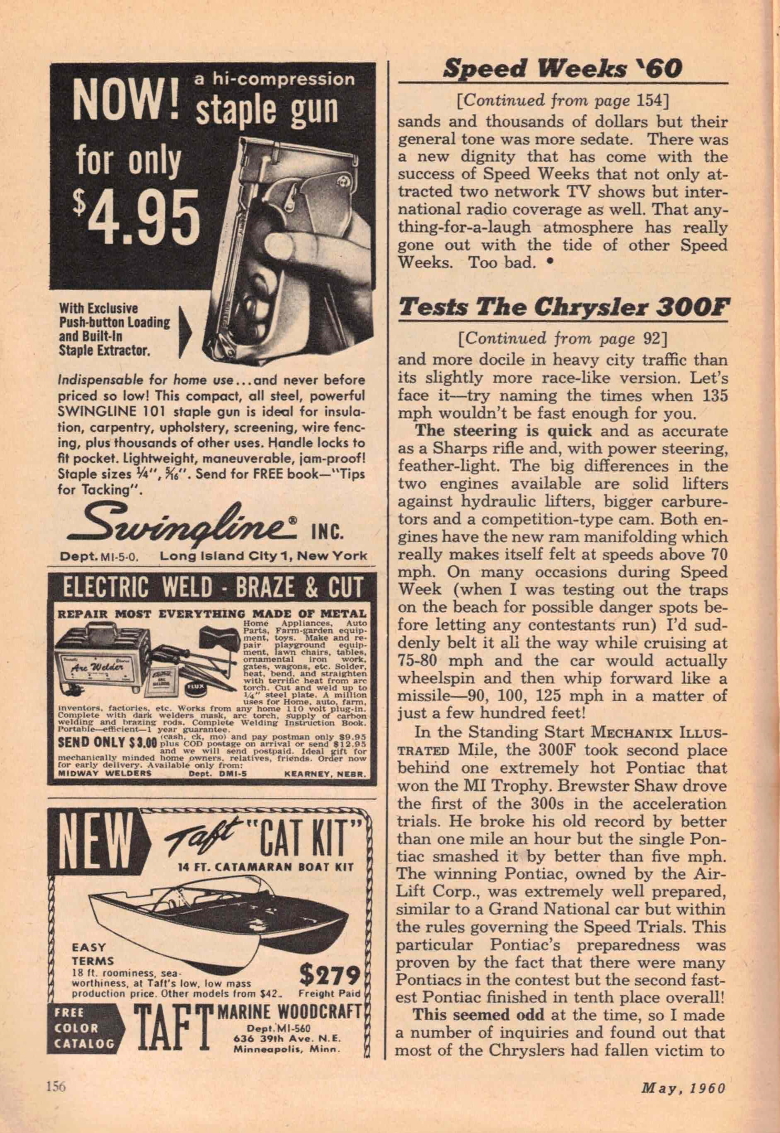 NOW!
a hi-compression
staple gun
for only
$4.95
With Exclusive
Push-button Loading
and Built-In
Staple Extractor.
Indispensable for home use...and never before
priced so low! This compact, all steel, powerful
SWINGLINE 101 staple gun is ideal for insula-
tion, carpentry, upholstery, screening, wire fenc-
ing, plus thousands of other uses. Handle locks to
fit pocket. Lightweight, maneuverable, jam-proof!
Staple sizes ¼", 5/16". Send for FREE book—"Tips
for Tacking".
Swingline® INC.
Dept. MI-5-0. Long Island City 1, New York
ELECTRIC WELD - BRAZE & CUT
REPAIR MOST EVERYTHING MADE OF METAL
Arc Welder
FLUX
Home Appliances, Auto
Parts, Farm-garden equip-
ment, toys. Make and re-
pair playground equip-
ment, lawn chairs, tables,
ornamental iron work,
gates, wagons, etc. Solder,
heat, bend, and straighten
with terrific heat from arc
torch. Cut and weld up to
¼" steel plate. A million
uses for Home, auto, farm,
inventors, factories, etc. Works from any home 110 volt plug-in.
Complete with dark welders mask, arc torch, supply of carbon
welding and brazing rods. Complete Welding Instruction Book.
Portable—efficient—1 year guarantee.
SEND ONLY $3.00 (cash, ck, mo) and pay postman only $9.95
plus COD postage on arrival or send $12.95
and we will send postpaid. Ideal gift for
mechanically minded home owners, relatives, friends. Order now
for early delivery. Available only from:
MIDWAY WELDERS Dept. DMI-5 KEARNEY, NEBR.
NEW Taft "CAT KIT"
14 FT. CATAMARAN BOAT KIT
EASY
TERMS
18 ft. roominess, sea-
worthiness, at Taft's low, low mass
production price. Other models from $42.
$279
Freight Paid
FREE
COLOR
CATALOG
TAFT MARINE WOODCRAFT
Dept. MI-560
636 39th Ave. N.E.
Minneapolis, Minn.
156
Speed Weeks '60
[Continued from page 154]
sands and thousands of dollars but their
general tone was more sedate. There was
a new dignity that has come with the
success of Speed Weeks that not only at-
tracted two network TV shows but inter-
national radio coverage as well. That any-
thing-for-a-laugh atmosphere has really
gone out with the tide of other Speed
Weeks. Too bad. •
Tests The Chrysler 300F
[Continued from page 92]
and more docile in heavy city traffic than
its slightly more race-like version. Let's
face it—try naming the times when 135
mph wouldn't be fast enough for you.
The steering is quick and as accurate
as a Sharps rifle and, with power steering,
feather-light. The big differences in the
two engines available are solid lifters
against hydraulic lifters, bigger carbure-
tors and a competition-type cam. Both en-
gines have the new ram manifolding which
really makes itself felt at speeds above 70
mph. On many occasions during Speed
Week (when I was testing out the traps
on the beach for possible danger spots be-
fore letting any contestants run) I'd sud-
denly belt it all the way while cruising at
75-80 mph and the car would actually
wheelspin and then whip forward like a
missile—90, 100, 125 mph in a matter of
just a few hundred feet!
In the Standing Start MECHANIX ILLUS-
TRATED Mile, the 300F took second place
behind one extremely hot Pontiac that
won the MI Trophy. Brewster Shaw drove
the first of the 300s in the acceleration
trials. He broke his old record by better
than one mile an hour but the single Pon-
tiac smashed it by better than five mph.
The winning Pontiac, owned by the Air-
Lift Corp., was extremely well prepared,
similar to a Grand National car but within
the rules governing the Speed Trials. This
particular Pontiac's preparedness was
proven by the fact that there were many
Pontiacs in the contest but the second fast-
est Pontiac finished in tenth place overall!
This seemed odd at the time, so I made
a number of inquiries and found out that
most of the Chryslers had fallen victim to
May, 1960